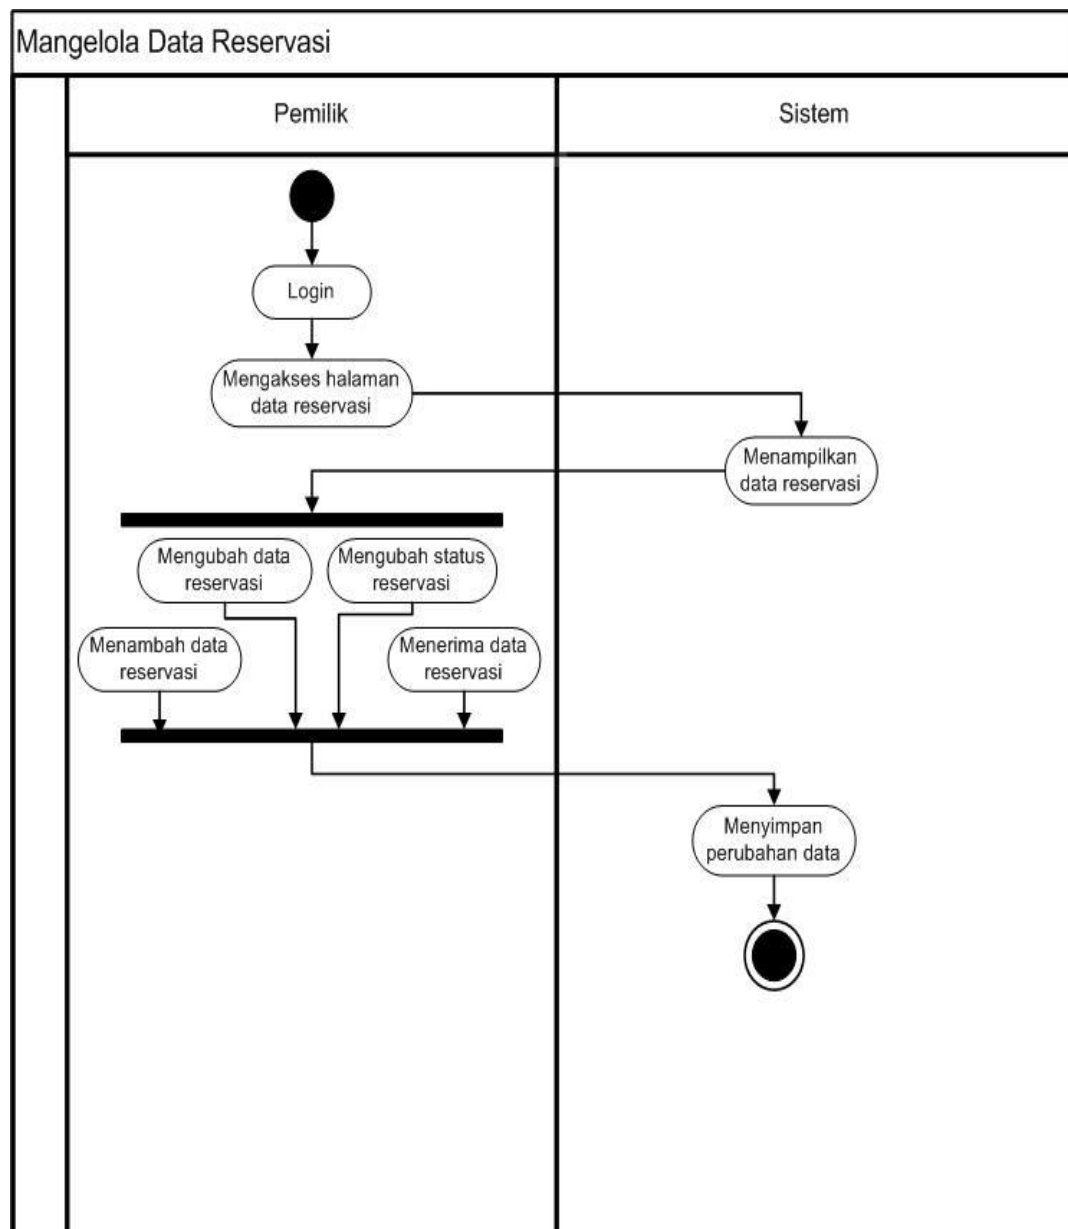 Mangelola Data Reservasi
Pemilik
Sistem
Login
Mengakses halaman
data reservasi
Menampilkan
data reservasi
Mengubah data
reservasi
Mengubah status
reservasi
Menambah data
reservasi
Menerima data
reservasi
Menyimpan
perubahan data